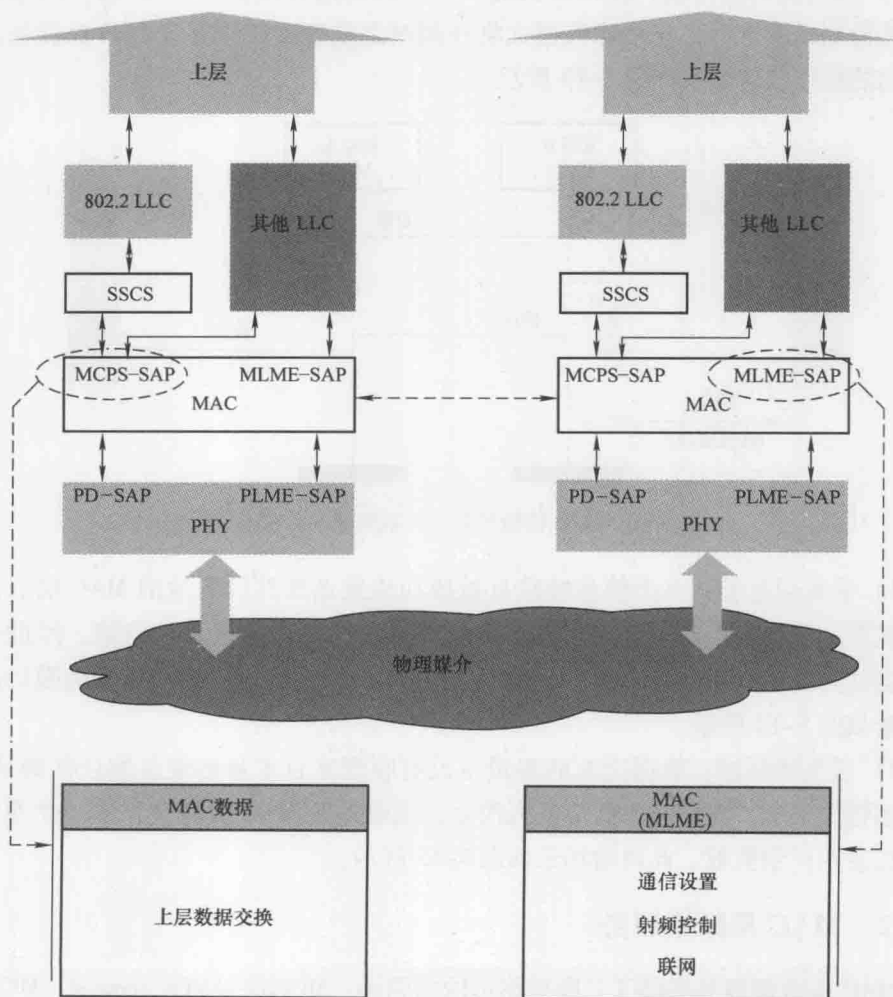 上层
上层
802.2 LLC
其他 LLC
802.2 LLC
其他 LLC
SSCS
SSCS
MCPS-SAP MLME-SAP
MAC
MCPS-SAP MLME-SAP
MAC
PD-SAP PLME-SAP
PHY
PD-SAP PLME-SAP
PHY
物理媒介
MAC数据
上层数据交换
MAC
(MLME)
通信设置
射频控制
联网